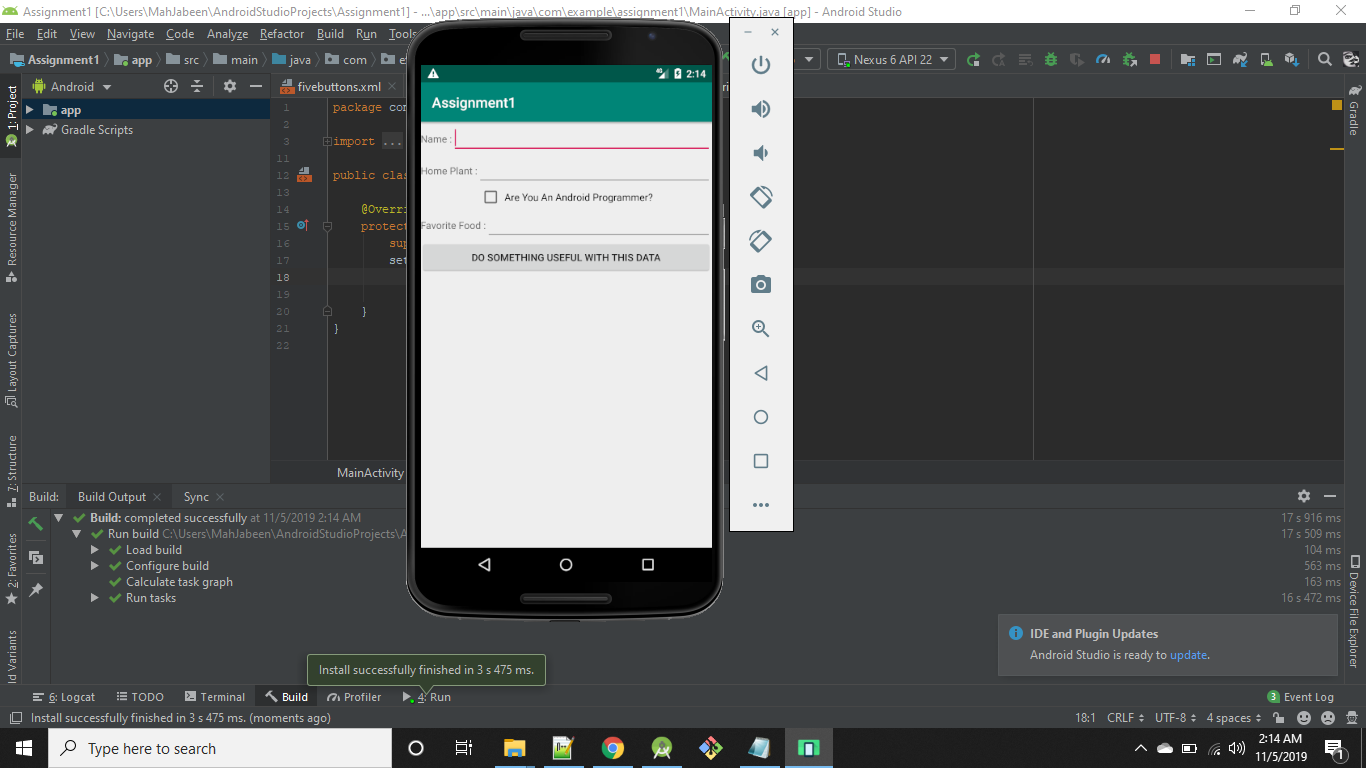 Assignment1 [C:\Users\MahJabeen\AndroidStudioProjects\Assignment1] - ...\app\src\main\java\com\example\assignment1\MainActivity.java [app] - Android Studio
File Edit View Navigate Code Analyze Refactor Build Run Tools
Assignment1 app src main java com Nexus 6 API 22
Android fivebuttons.xml
1: Project
Resource Manager
Layout Captures
7: Structure
2: Favorites
app
Gradle Scripts
1 package
2
3 import ...
11
12 public
13
14
15
16
17
18
19
20 }
21 }
22
MainActivity
2:14
Assignment1
Name :
Home Plant :
Are You An Android Programmer?
Favorite Food :
DO SOMETHING USEFUL WITH THIS DATA
Gradle
Device File Explorer
Build: Build Output Sync
Build: completed successfully at 11/5/2019 2:14 AM 17 s 916 ms
Run build C:\Users\MahJabeen\AndroidStudioProjects\ 17 s 509 ms
Load build 104 ms
Configure build 563 ms
Calculate task graph 163 ms
Run tasks 16 s 472 ms
IDE and Plugin Updates
Android Studio is ready to update.
Install successfully finished in 3 s 475 ms.
6: Logcat TODO Terminal Build Profiler 4: Run 3 Event Log
Install successfully finished in 3 s 475 ms. (moments ago) 18:1 CRLF UTF-8 4 spaces
Type here to search 2:14 AM
11/5/2019 1